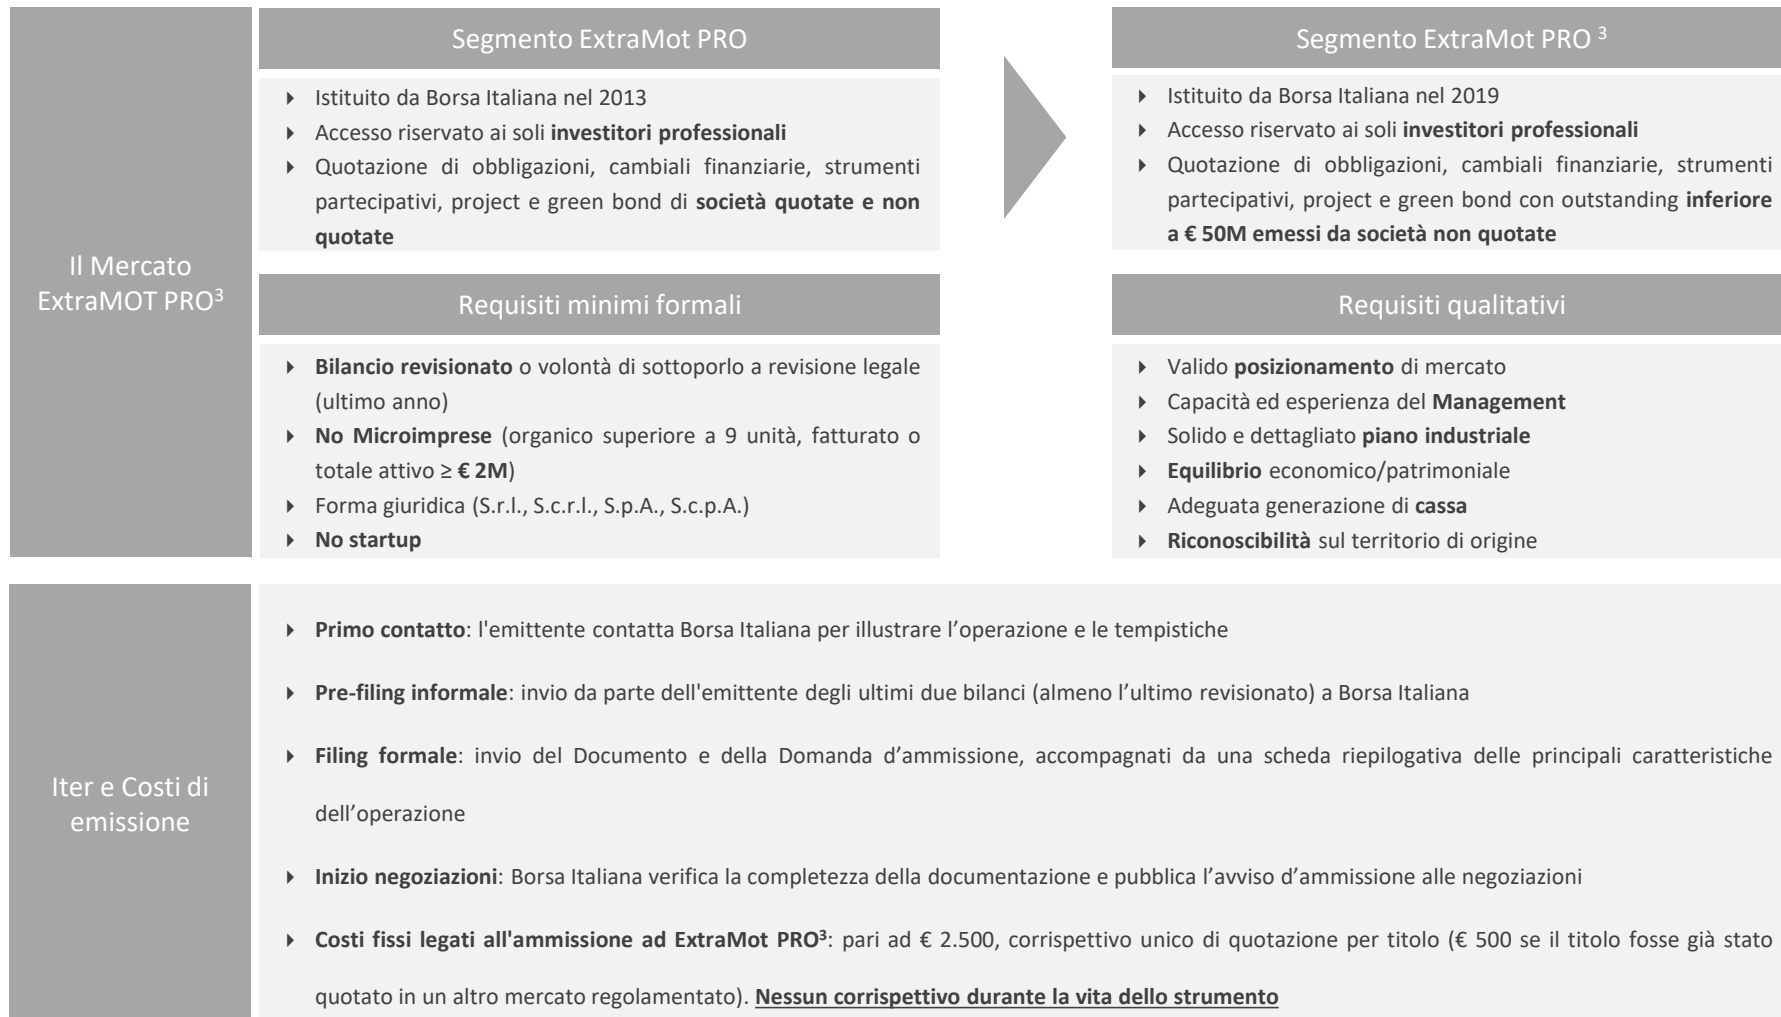 Il Mercato
ExtraMOT PRO³
Segmento ExtraMot PRO
Istituito da Borsa Italiana nel 2013
Accesso riservato ai soli investitori professionali
Quotazione di obbligazioni, cambiali finanziarie, strumenti
partecipativi, project e green bond di società quotate e non
quotate
Segmento ExtraMot PRO ³
Istituito da Borsa Italiana nel 2019
Accesso riservato ai soli investitori professionali
Quotazione di obbligazioni, cambiali finanziarie, strumenti
partecipativi, project e green bond con outstanding inferiore
a € 50M emessi da società non quotate
Requisiti minimi formali
Bilancio revisionato o volontà di sottoporlo a revisione legale
(ultimo anno)
No Microimprese (organico superiore a 9 unità, fatturato o
totale attivo ≥ € 2M)
Forma giuridica (S.r.l., S.c.r.l., S.p.A., S.c.p.A.)
No startup
Requisiti qualitativi
Valido posizionamento di mercato
Capacità ed esperienza del Management
Solido e dettagliato piano industriale
Equilibrio economico/patrimoniale
Adeguata generazione di cassa
Riconoscibilità sul territorio di origine
Iter e Costi di
emissione
Primo contatto: l'emittente contatta Borsa Italiana per illustrare l’operazione e le tempistiche
Pre-filing informale: invio da parte dell'emittente degli ultimi due bilanci (almeno l’ultimo revisionato) a Borsa Italiana
Filing formale: invio del Documento e della Domanda d’ammissione, accompagnati da una scheda riepilogativa delle principali caratteristiche
dell’operazione
Inizio negoziazioni: Borsa Italiana verifica la completezza della documentazione e pubblica l’avviso d’ammissione alle negoziazioni
Costi fissi legati all'ammissione ad ExtraMot PRO³: pari ad € 2.500, corrispettivo unico di quotazione per titolo (€ 500 se il titolo fosse già stato
quotato in un altro mercato regolamentato). Nessun corrispettivo durante la vita dello strumento